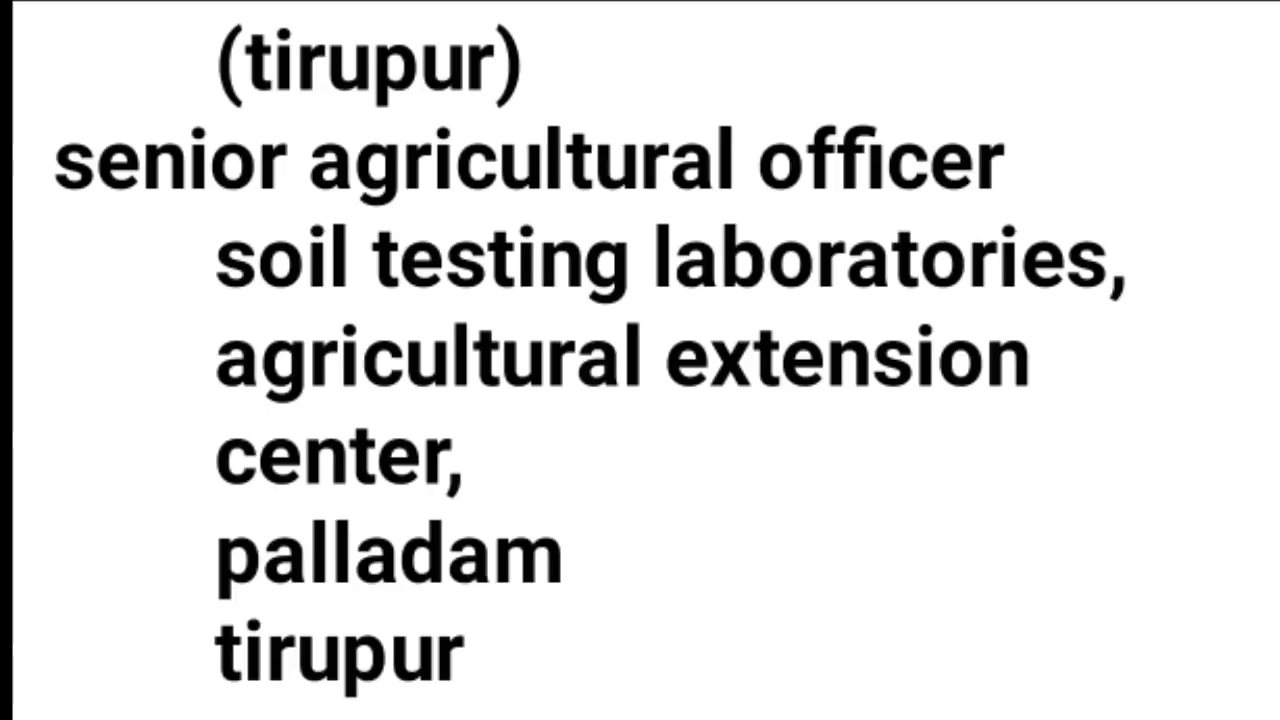 (tirupur)
senior agricultural officer
soil testing laboratories,
agricultural extension
center,
palladam
tirupur